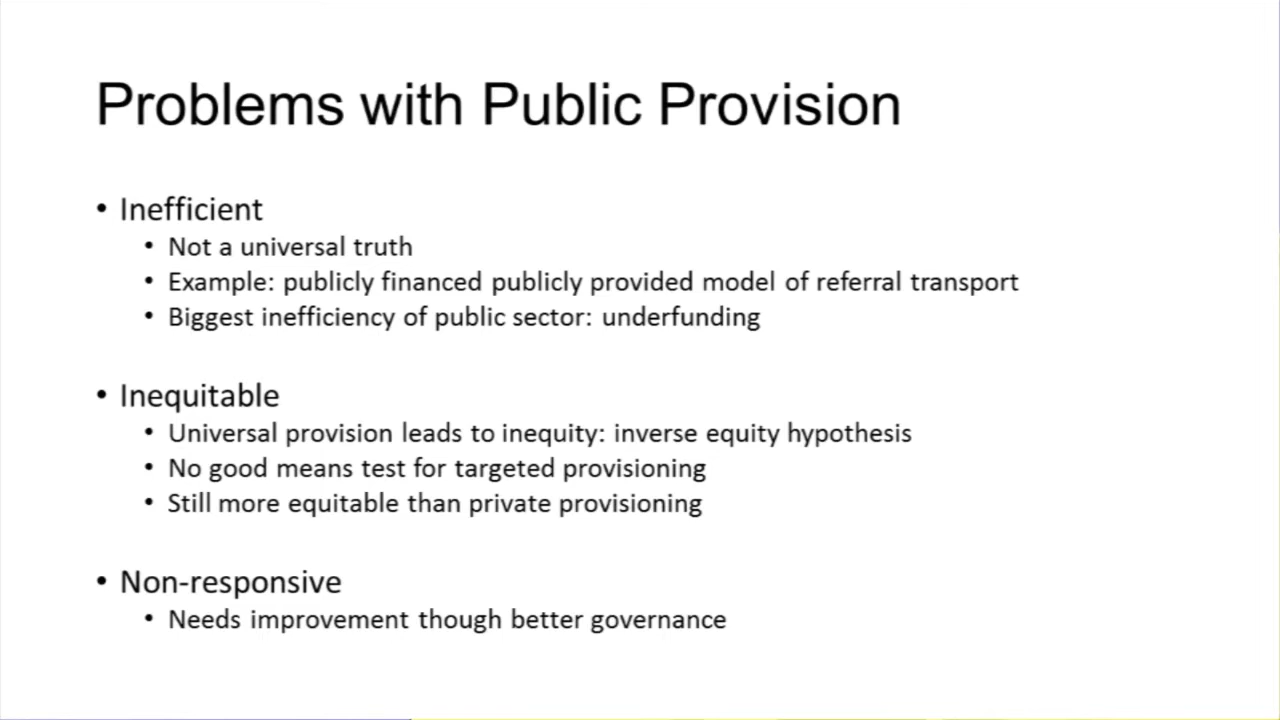 Problems with Public Provision
• Inefficient
• Not a universal truth
• Example: publicly financed publicly provided model of referral transport
• Biggest inefficiency of public sector: underfunding
• Inequitable
• Universal provision leads to inequity: inverse equity hypothesis
• No good means test for targeted provisioning
• Still more equitable than private provisioning
• Non-responsive
• Needs improvement though better governance